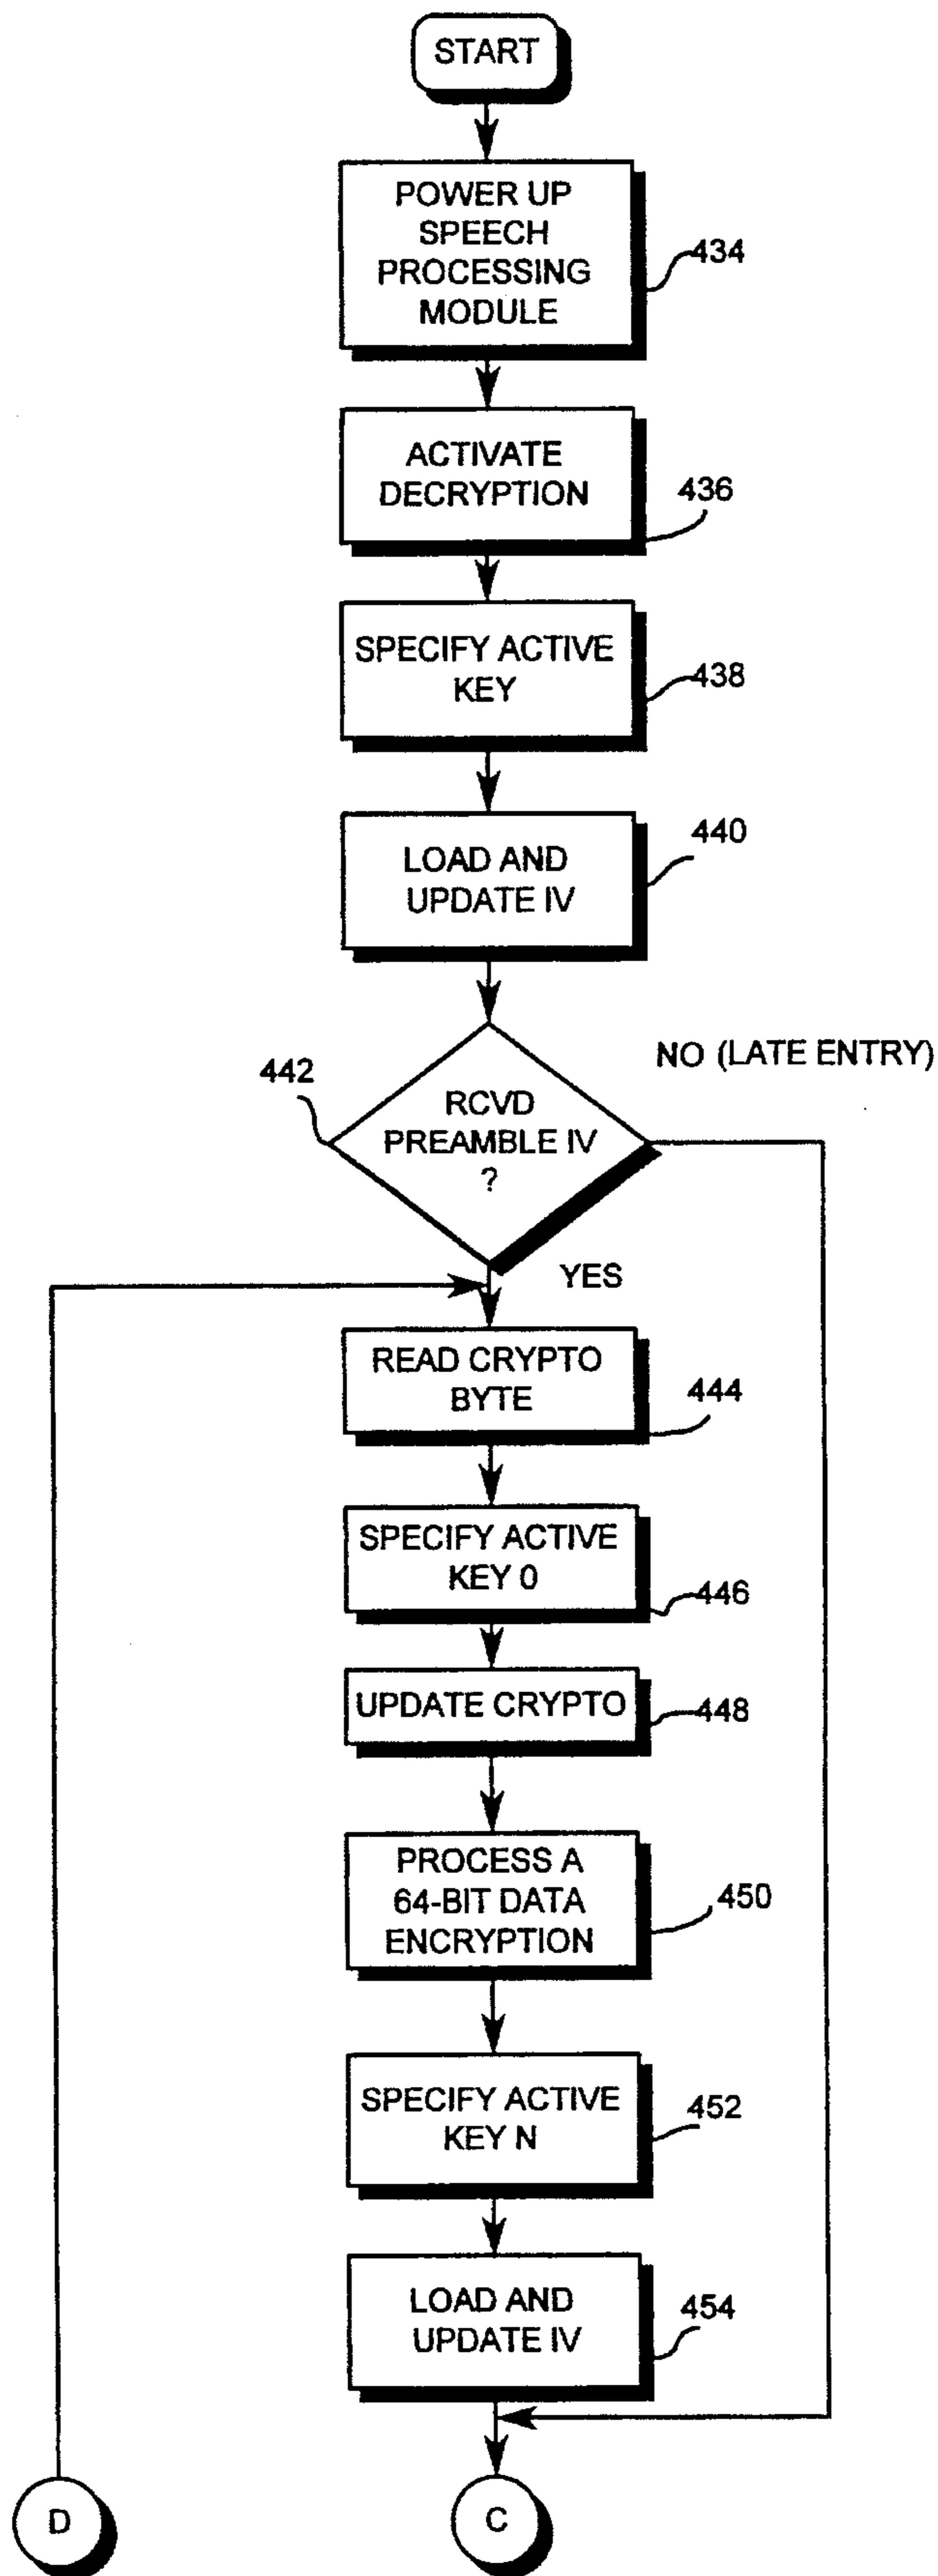 START
POWER UP
SPEECH
PROCESSING
MODULE
434
ACTIVATE
DECRYPTION
436
SPECIFY ACTIVE
KEY
438
LOAD AND
UPDATE IV
440
442
RCVD
PREAMBLE IV
?
NO (LATE ENTRY)
YES
READ CRYPTO
BYTE
444
SPECIFY ACTIVE
KEY 0
446
UPDATE CRYPTO
448
PROCESS A
64-BIT DATA
ENCRYPTION
450
SPECIFY ACTIVE
KEY N
452
LOAD AND
UPDATE IV
454
D
C